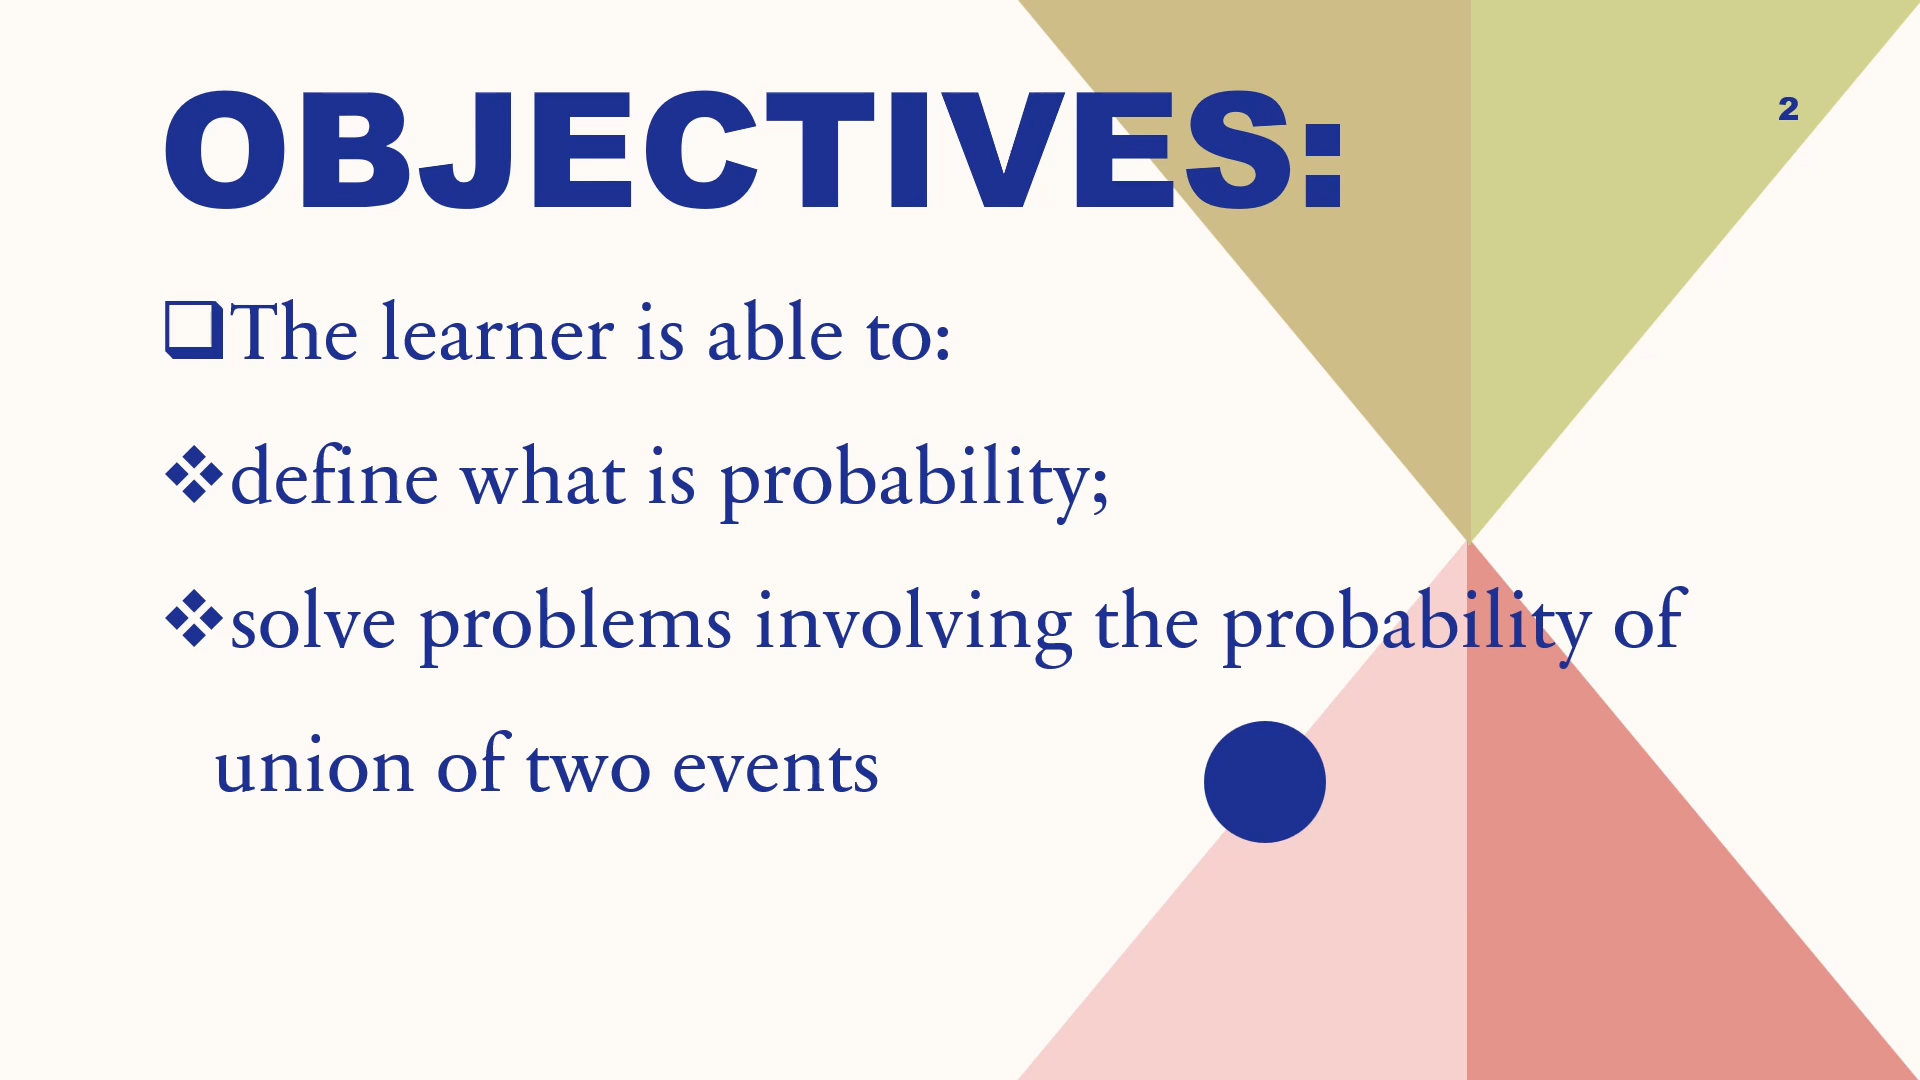 OBJECTIVES:
2
❑The learner is able to:
❖define what is probability;
❖solve problems involving the probability of
union of two events